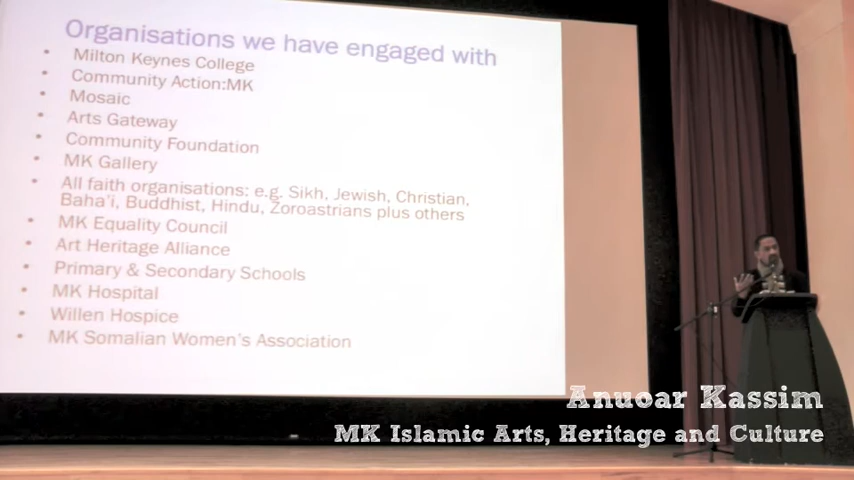 Organisations we have engaged with
• Milton Keynes College
• Community Action:MK
• Mosaic
• Arts Gateway
• Community Foundation
• MK Gallery
• All faith organisations: e.g. Sikh, Jewish, Christian,
Baha'i, Buddhist, Hindu, Zoroastrians plus others
• MK Equality Council
• Art Heritage Alliance
• Primary & Secondary Schools
• MK Hospital
• Willen Hospice
• MK Somalian Women's Association
Anuoar Kassim
MK Islamic Arts, Heritage and Culture